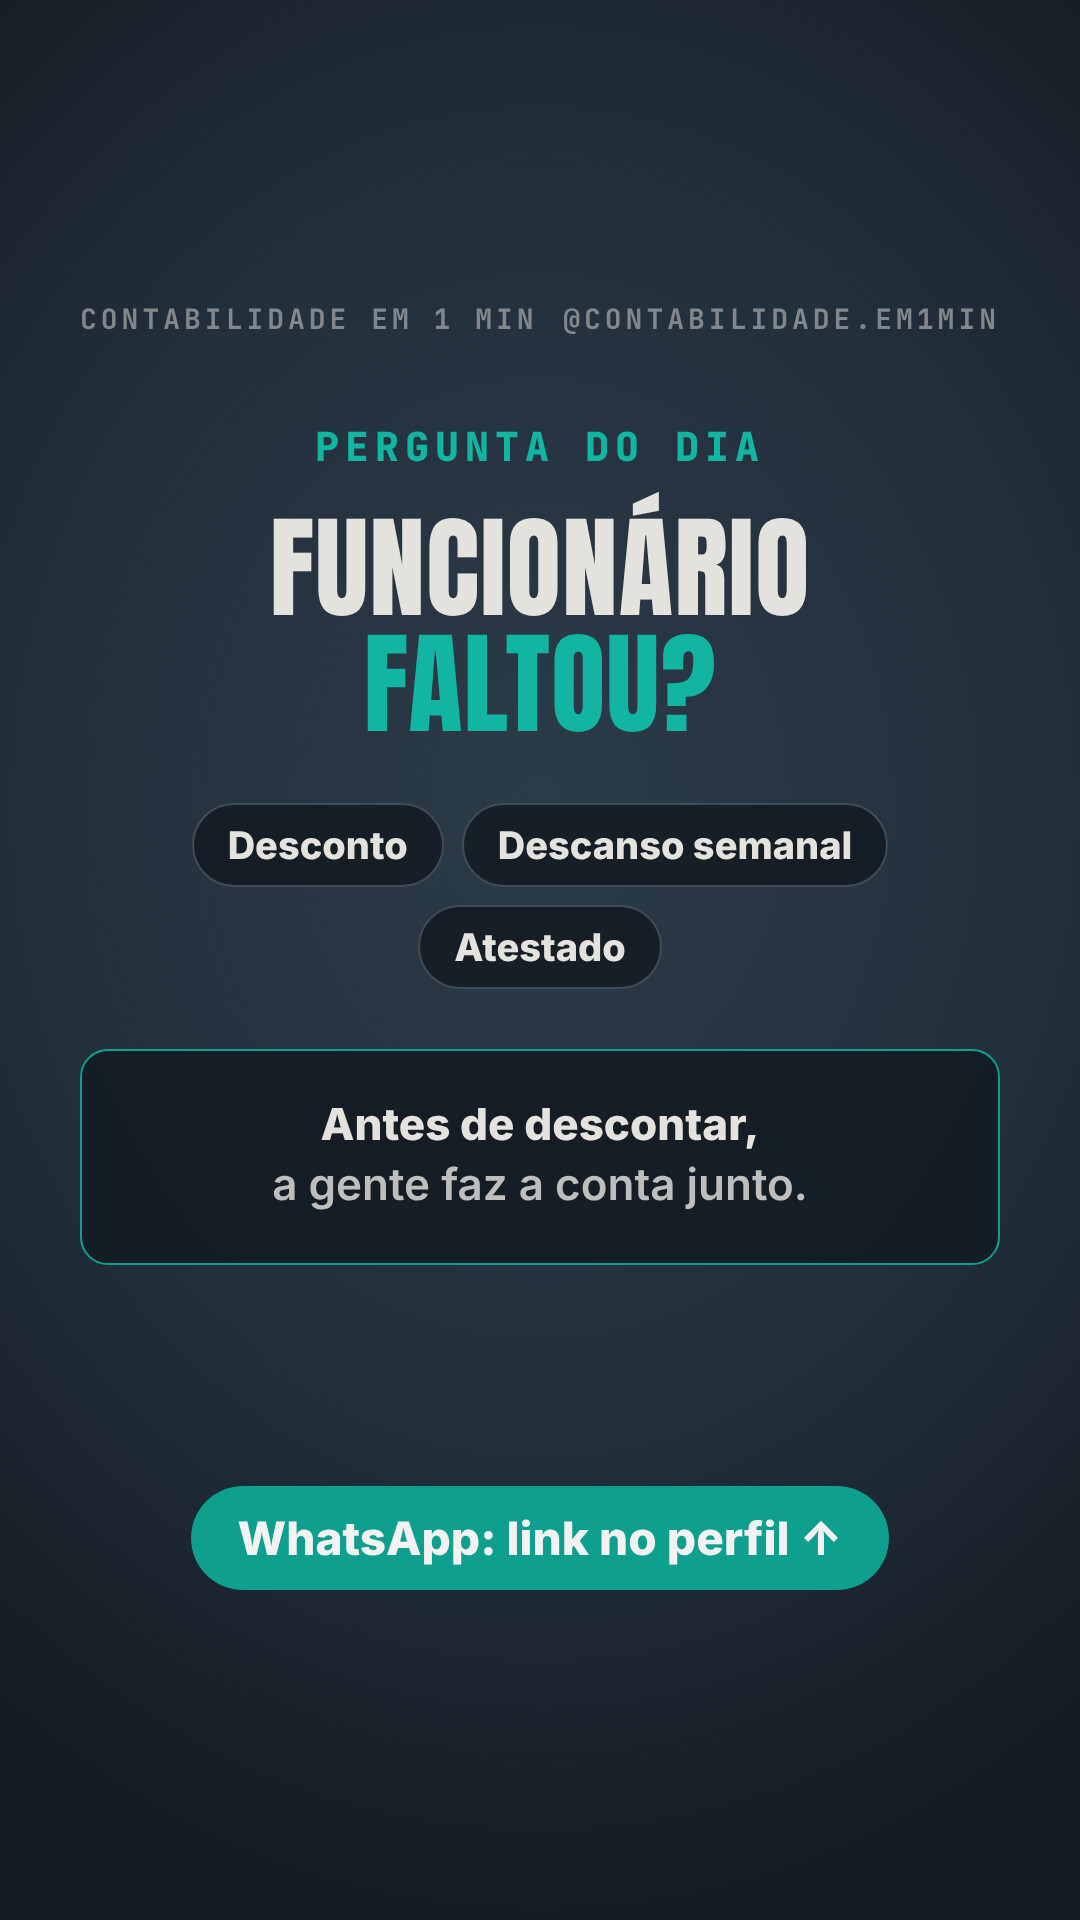 CONTABILIDADE EM 1 MIN @CONTABILIDADE.EM1MIN
PERGUNTA DO DIA
FUNCIONÁRIO
FALTOU?
Desconto Descanso semanal
Atestado
Antes de descontar,
a gente faz a conta junto.
WhatsApp: link no perfil ↑